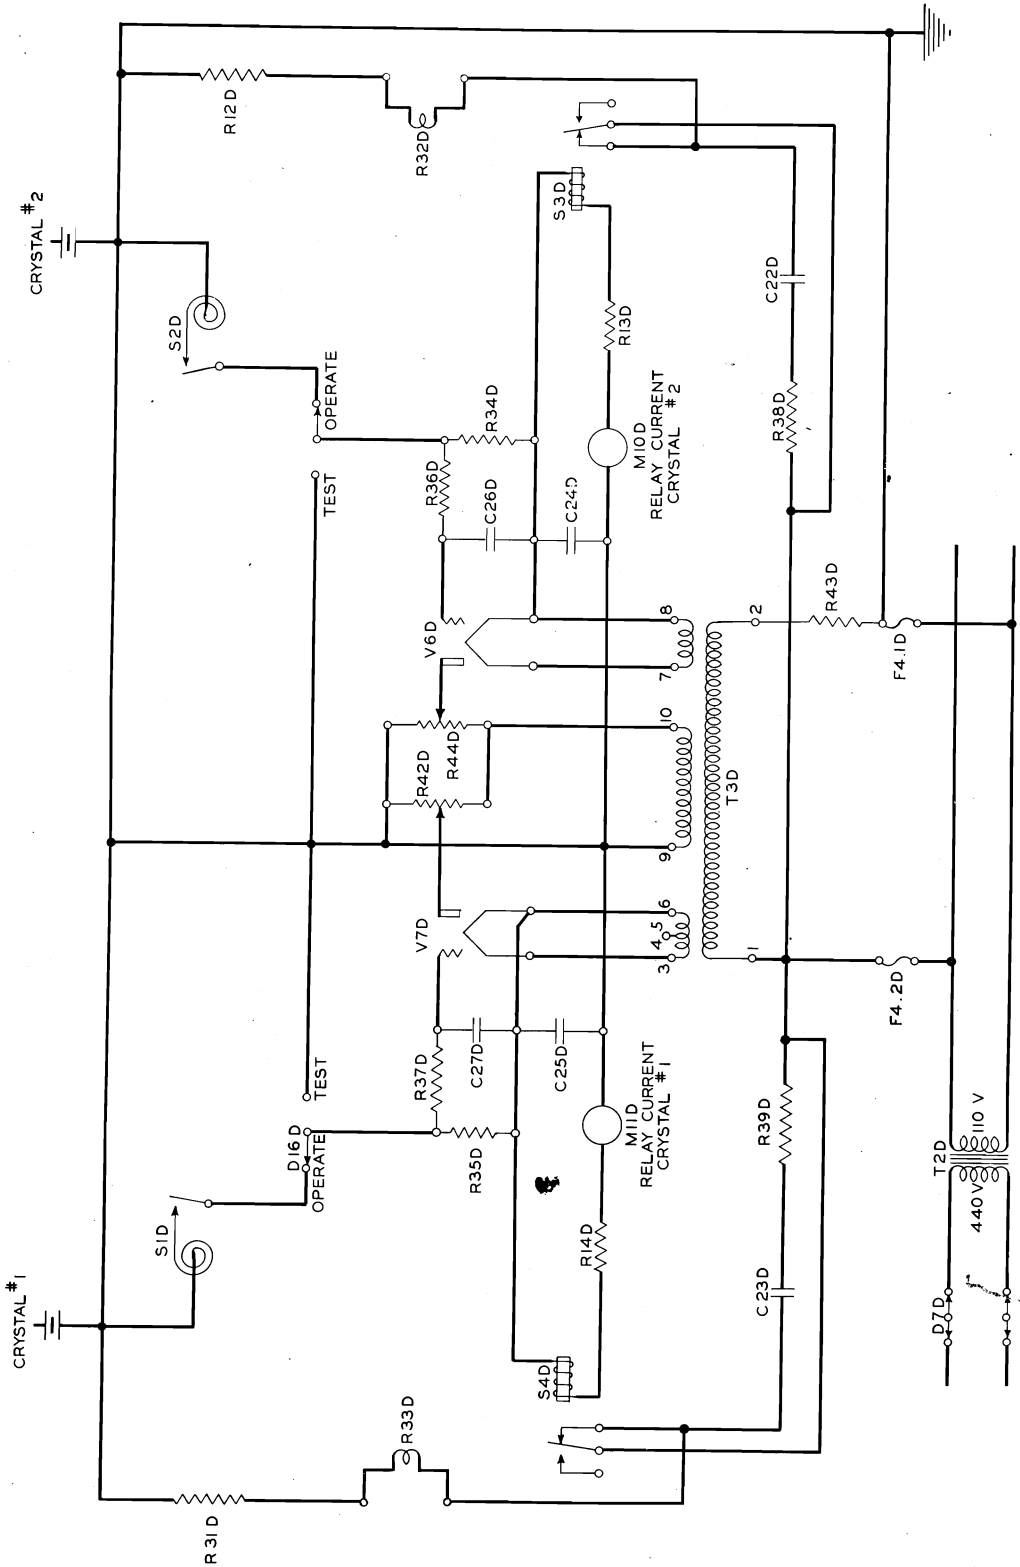 CRYSTAL #1
CRYSTAL #2
S1D
S2D
R31D
R12D
R33D
R32D
D16D
OPERATE
TEST
TEST
OPERATE
R37D
V7D
R42D
R44D
V6D
R36D
R34D
R35D
C27D
C26D
C25D
C24D
S4D
S3D
R14D
R13D
M11D
RELAY CURRENT
CRYSTAL #1
M10D
RELAY CURRENT
CRYSTAL #2
3
4
5
6
9
10
7
8
T3D
1
2
C23D
R39D
R38D
C22D
R43D
F4.2D
F4.1D
D7D
T2D
440V
110 V